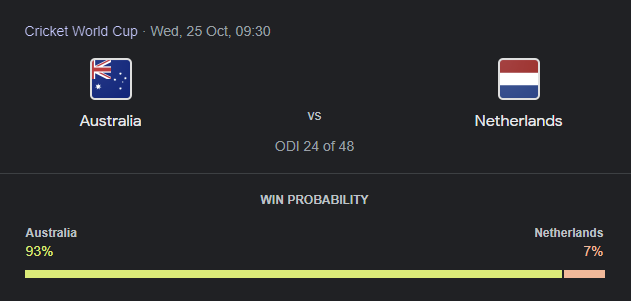 Cricket World Cup · Wed, 25 Oct, 09:30
Australia
vs
Netherlands
ODI 24 of 48
WIN PROBABILITY
Australia
Netherlands
93%
7%